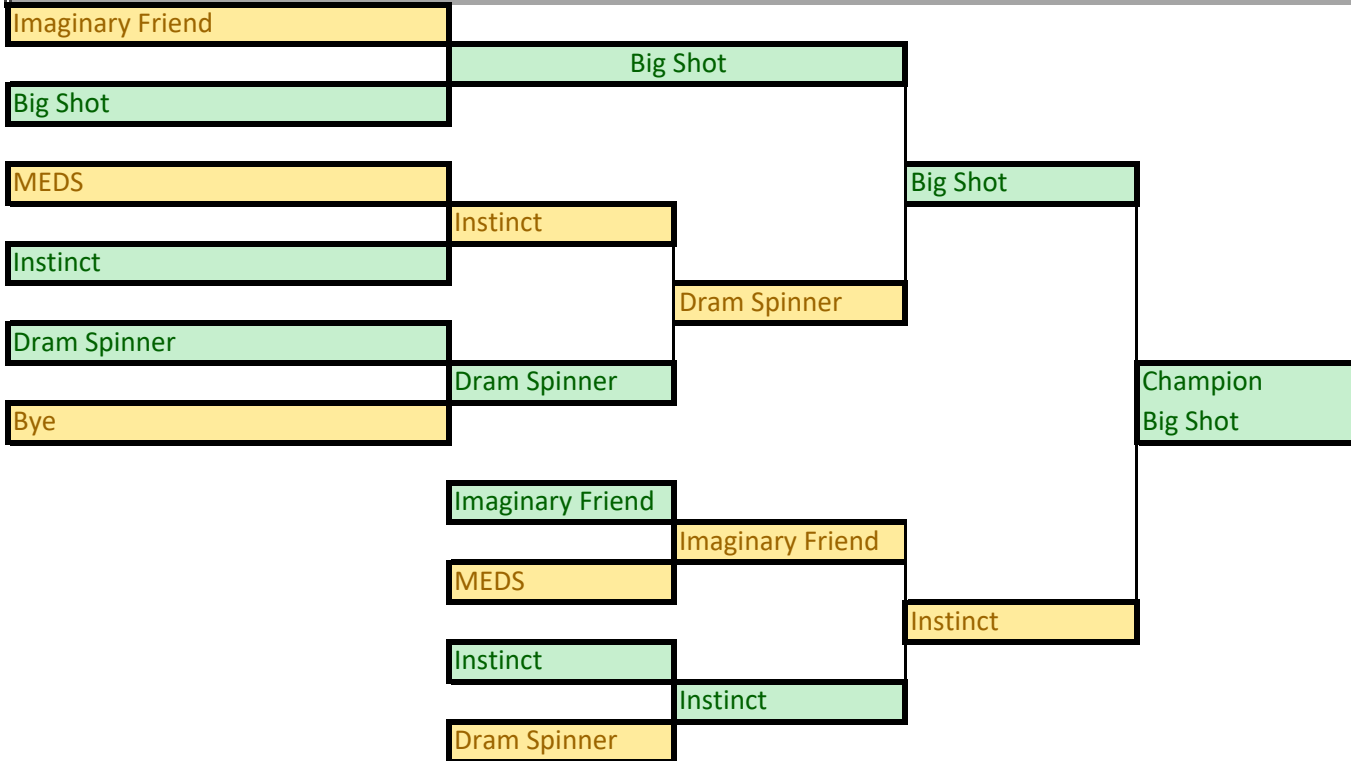 Imaginary Friend
Big Shot
Big Shot
MEDS
Big Shot
Instinct
Instinct
Dram Spinner
Dram Spinner
Dram Spinner
Champion
Bye
Big Shot
Imaginary Friend
Imaginary Friend
MEDS
Instinct
Instinct
Instinct
Dram Spinner